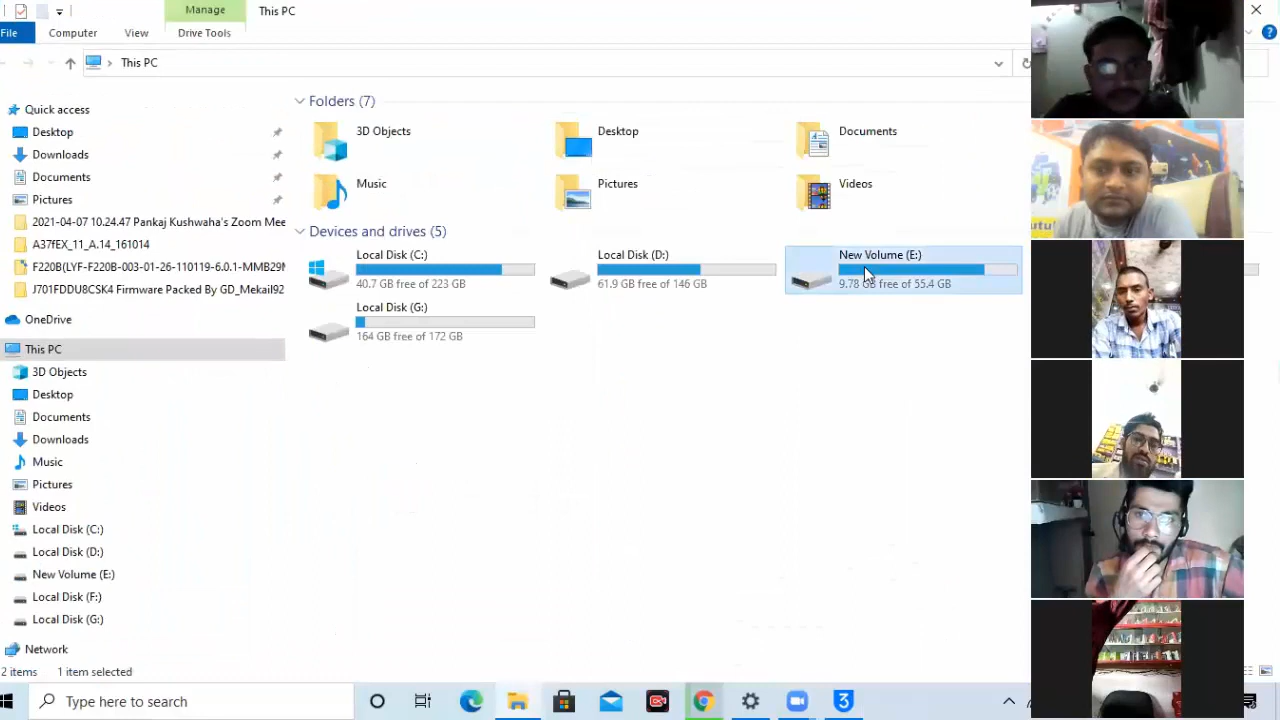 Manage
This PC
File
Computer
View
Drive Tools
This PC
Quick access
Desktop
Downloads
Documents
Pictures
2021-04-07 10.24.47 Pankaj Kushwaha's Zoom Mee
A37fEX_11_A.14_161014
F220B(LYF-F220B-003-01-26-110119-6.0.1-MMB29M
J701FDDU8CSK4 Firmware Packed By GD_Mekail92
OneDrive
This PC
3D Objects
Desktop
Documents
Downloads
Music
Pictures
Videos
Local Disk (C:)
Local Disk (D:)
New Volume (E:)
Local Disk (F:)
Local Disk (G:)
Network
Folders (7)
3D Objects
Desktop
Documents
Music
Pictures
Videos
Devices and drives (5)
Local Disk (C:)
40.7 GB free of 223 GB
Local Disk (D:)
61.9 GB free of 146 GB
New Volume (E:)
9.78 GB free of 55.4 GB
Local Disk (G:)
164 GB free of 172 GB
2 items
1 item selected
Type here to search